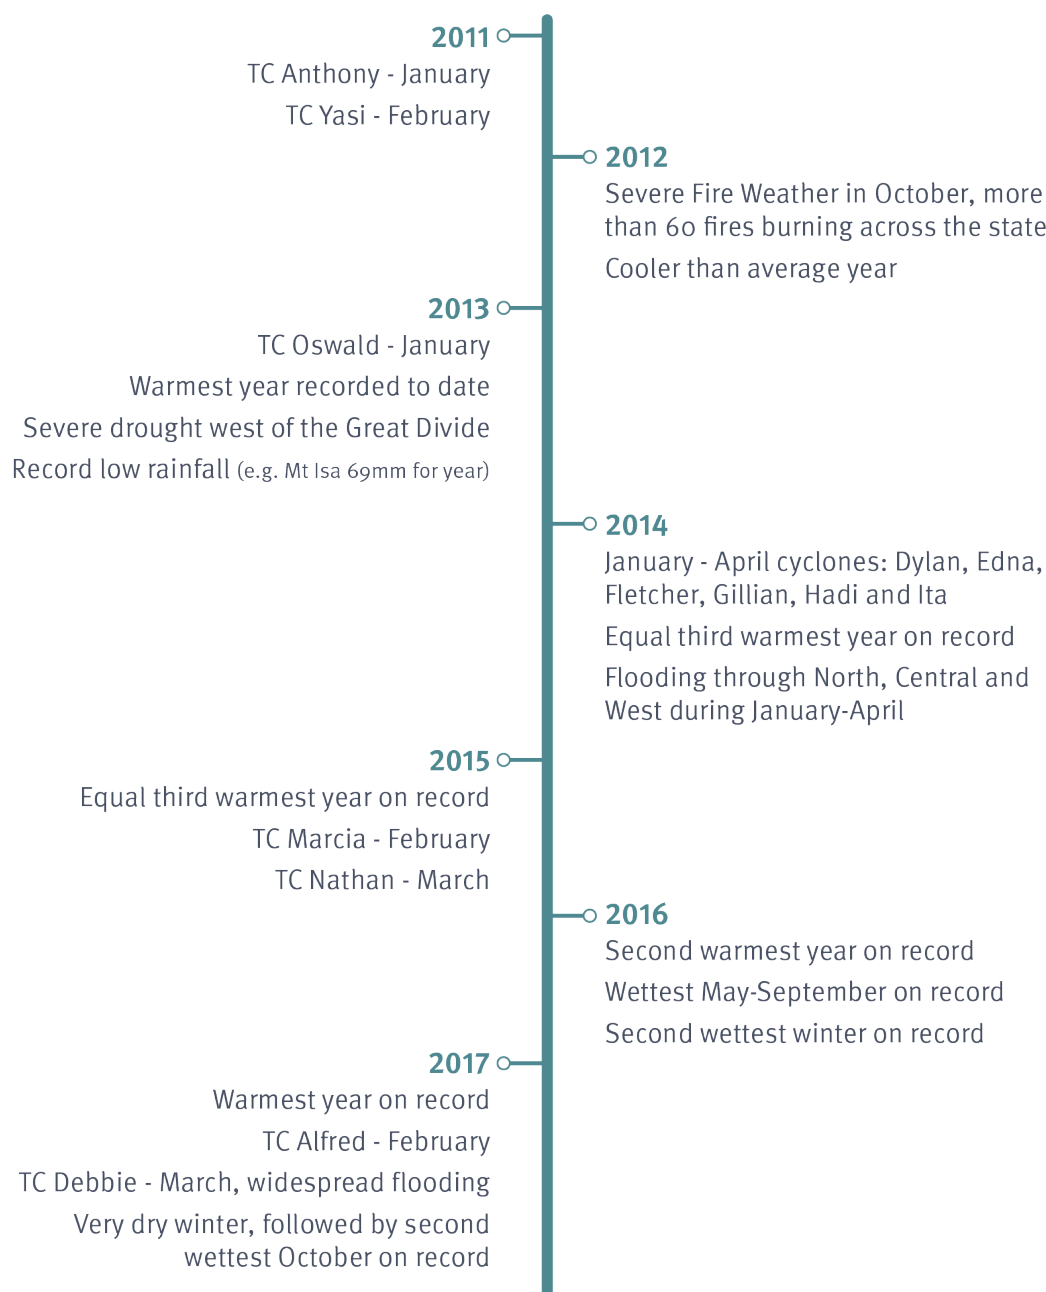 2011
TC Anthony - January
TC Yasi - February
2012
Severe Fire Weather in October, more
than 60 fires burning across the state
Cooler than average year
2013
TC Oswald - January
Warmest year recorded to date
Severe drought west of the Great Divide
Record low rainfall (e.g. Mt Isa 69mm for year)
2014
January - April cyclones: Dylan, Edna,
Fletcher, Gillian, Hadi and Ita
Equal third warmest year on record
Flooding through North, Central and
West during January-April
2015
Equal third warmest year on record
TC Marcia - February
TC Nathan - March
2016
Second warmest year on record
Wettest May-September on record
Second wettest winter on record
2017
Warmest year on record
TC Alfred - February
TC Debbie - March, widespread flooding
Very dry winter, followed by second
wettest October on record